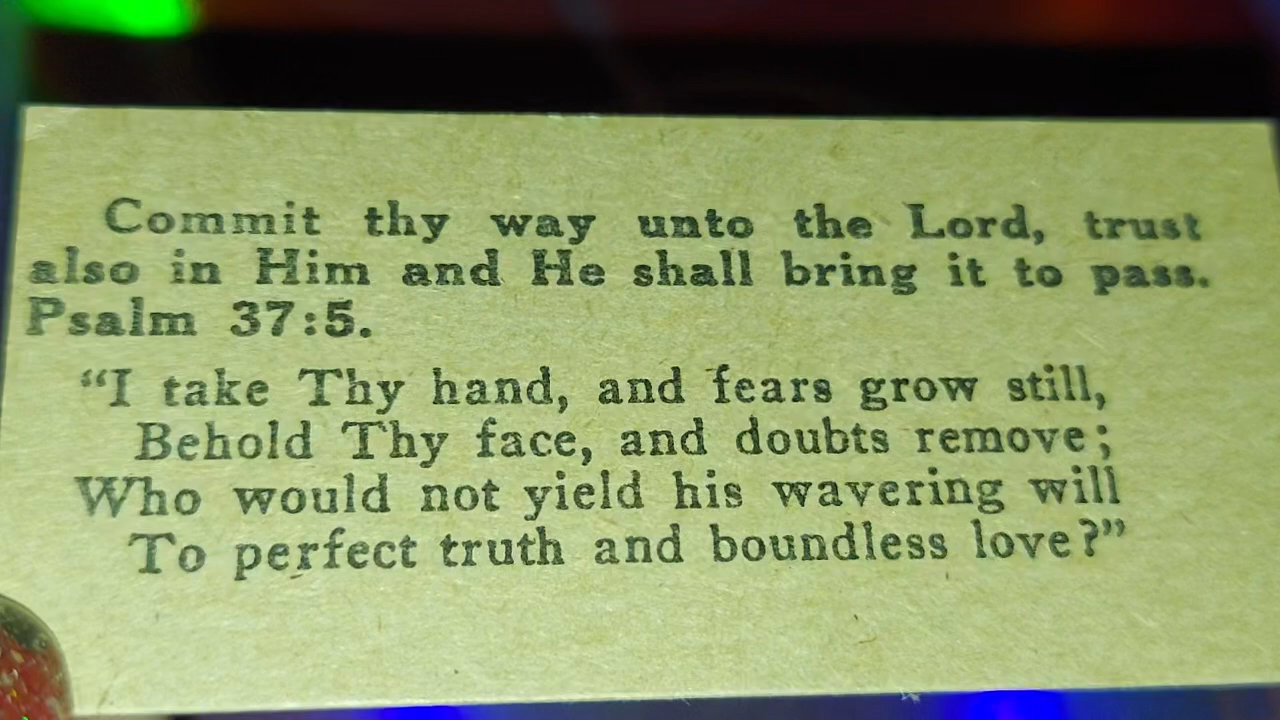 Commit thy way unto the Lord, trust
also in Him and He shall bring it to pass.
Psalm 37:5.
“I take Thy hand, and fears grow still,
Behold Thy face, and doubts remove;
Who would not yield his wavering will
To perfect truth and boundless love?”